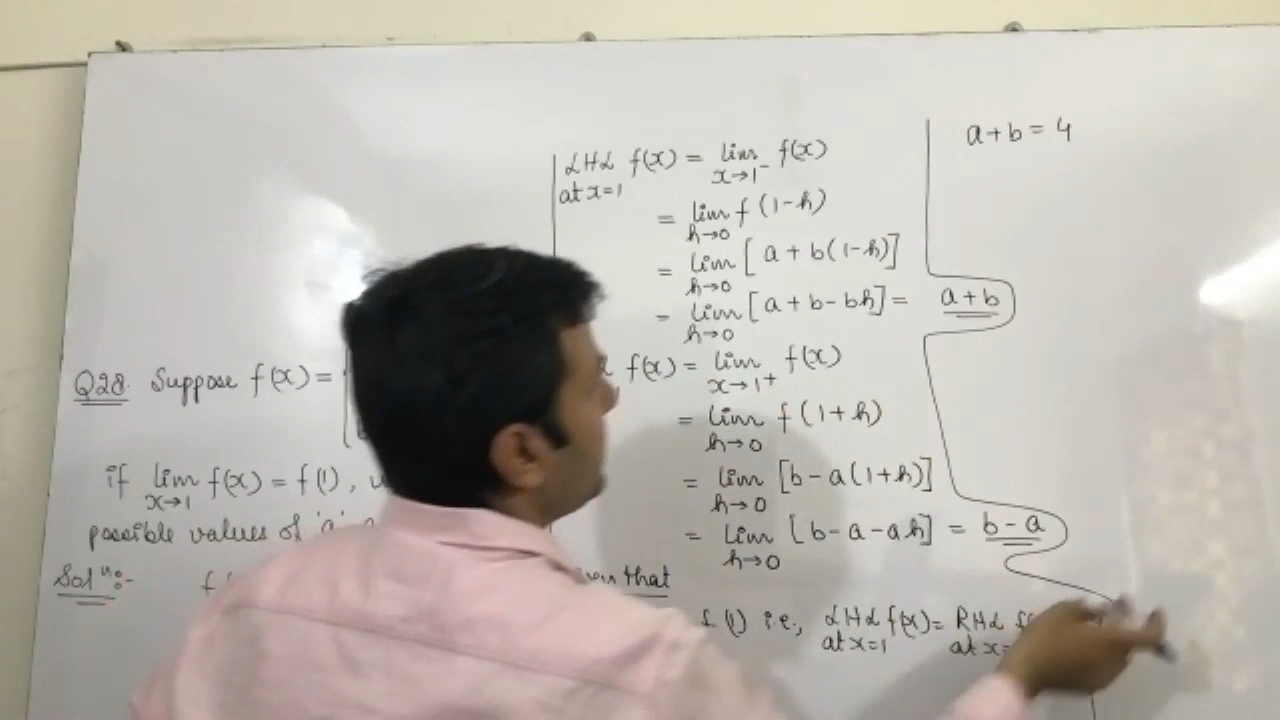 Q28. Suppose f(x) =
if lim f(x) = f(1),
x→1
possible values of 'a'
Solⁿ:-
LHL f(x) = lim f(x)
at x=1 x→1⁻
= lim f(1-h)
h→0
= lim [a + b(1-h)]
h→0
= lim [a + b - bh] = a+b
h→0
f(x) = lim f(x)
x→1⁺
= lim f(1+h)
h→0
= lim [b-a(1+h)]
h→0
= lim [b-a-ah] = b-a
h→0
that
f(1) i.e., LHL f(x) = RHL
at x=1 at x=
a+b = 4